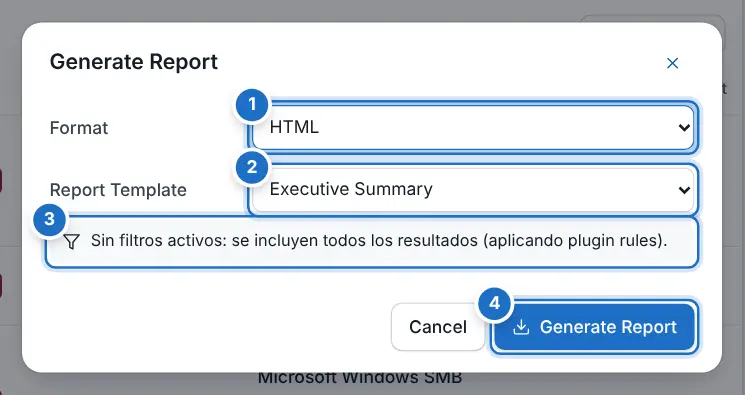 Generate Report
1
Format
HTML
2
Report Template
Executive Summary
3
Sin filtros activos: se incluyen todos los resultados (aplicando plugin rules).
4
Cancel
Generate Report
Microsoft Windows SMB